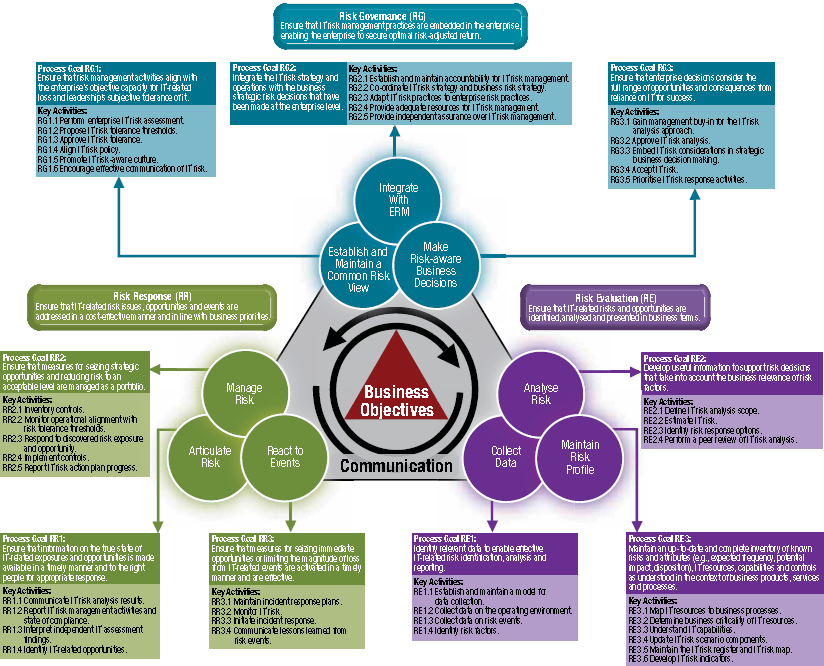 Risk Governance (RG)
Ensure that IT risk management practices are embedded in the enterprise,
enabling the enterprise to secure optimal risk-adjusted return.
Process Goal RG1:
Ensure that risk management activities align with
the enterprise's objective capacity for IT-related
loss and leadership's subjective tolerance of it.
Key Activities:
RG1.1 Perform enterprise IT risk assessment.
RG1.2 Propose IT risk tolerance thresholds.
RG1.3 Approve IT risk tolerance.
RG1.4 Align IT risk policy.
RG1.5 Promote IT risk-aware culture.
RG1.6 Encourage effective communication of IT risk.
Process Goal RG2:
Integrate the IT risk strategy and
operations with the business
strategic risk decisions that have
been made at the enterprise level.
Key Activities:
RG2.1 Establish and maintain accountability for IT risk management.
RG2.2 Co-ordinate IT risk strategy and business risk strategy.
RG2.3 Adapt IT risk practices to enterprise risk practices.
RG2.4 Provide adequate resources for IT risk management.
RG2.5 Provide independent assurance over IT risk management.
Process Goal RG3:
Ensure that enterprise decisions consider the
full range of opportunities and consequences from
reliance on IT for success.
Key Activities:
RG3.1 Gain management buy-in for the IT risk
analysis approach.
RG3.2 Approve IT risk analysis.
RG3.3 Embed IT risk considerations in strategic
business decision making.
RG3.4 Accept IT risk.
RG3.5 Prioritise IT risk response activities.
Integrate
With
ERM
Establish and
Maintain a
Common Risk
View
Make
Risk-aware
Business
Decisions
Risk Response (RR)
Ensure that IT-related risk issues, opportunities and events are
addressed in a cost-effective manner and in line with business priorities.
Risk Evaluation (RE)
Ensure that IT-related risks and opportunities are
identified, analysed and presented in business terms.
Process Goal RR2:
Ensure that measures for seizing strategic
opportunities and reducing risk to an
acceptable level are managed as a portfolio.
Key Activities:
RR2.1 Inventory controls.
RR2.2 Monitor operational alignment with
risk tolerance thresholds.
RR2.3 Respond to discovered risk exposure
and opportunity.
RR2.4 Implement controls.
RR2.5 Report IT risk action plan progress.
Manage
Risk
Articulate
Risk
React to
Events
Business
Objectives
Communication
Analyse
Risk
Collect
Data
Maintain
Risk
Profile
Process Goal RE2:
Develop useful information to support risk decisions
that take into account the business relevance of risk
factors.
Key Activities:
RE2.1 Define IT risk analysis scope.
RE2.2 Estimate IT risk.
RE2.3 Identify risk response options.
RE2.4 Perform a peer review of IT risk analysis.
Process Goal RR1:
Ensure that information on the true state of
IT-related exposures and opportunities is made
available in a timely manner and to the right
people for appropriate response.
Key Activities:
RR1.1 Communicate IT risk analysis results.
RR1.2 Report IT risk management activities and
state of compliance.
RR1.3 Interpret independent IT assessment
findings.
RR1.4 Identify IT-related opportunities.
Process Goal RR3:
Ensure that measures for seizing immediate
opportunities or limiting the magnitude of loss
from IT-related events are activated in a timely
manner and are effective.
Key Activities:
RR3.1 Maintain incident response plans.
RR3.2 Monitor IT risk.
RR3.3 Initiate incident response.
RR3.4 Communicate lessons learned from
risk events.
Process Goal RE1:
Identify relevant data to enable effective
IT-related risk identification, analysis and
reporting.
Key Activities:
RE1.1 Establish and maintain a model for
data collection.
RE1.2 Collect data on the operating environment.
RE1.3 Collect data on risk events.
RE1.4 Identify risk factors.
Process Goal RE3:
Maintain an up-to-date and complete inventory of known
risks and attributes (e.g., expected frequency, potential
impact, disposition), IT resources, capabilities and controls
as understood in the context of business products, services
and processes.
Key Activities:
RE3.1 Map IT resources to business processes.
RE3.2 Determine business criticality of IT resources.
RE3.3 Understand IT capabilities.
RE3.4 Update IT risk scenario components.
RE3.5 Maintain the IT risk register and IT risk map.
RE3.6 Develop IT risk indicators.